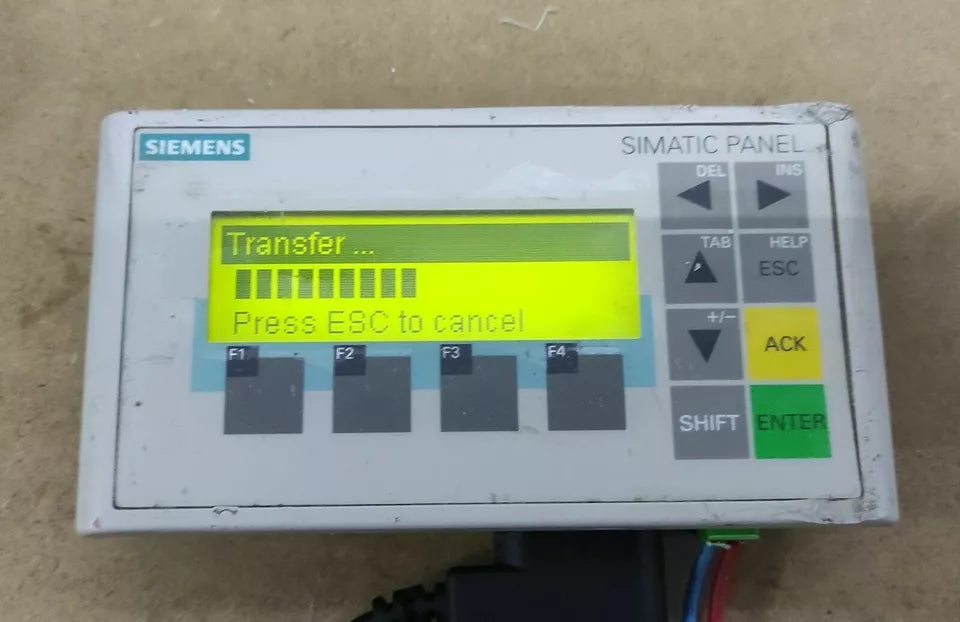 SIEMENS
SIMATIC PANEL
DEL
INS
Transfer ...
TAB
HELP
ESC
Press ESC to cancel
+/-
ACK
F1
F2
F3
F4
SHIFT
ENTER